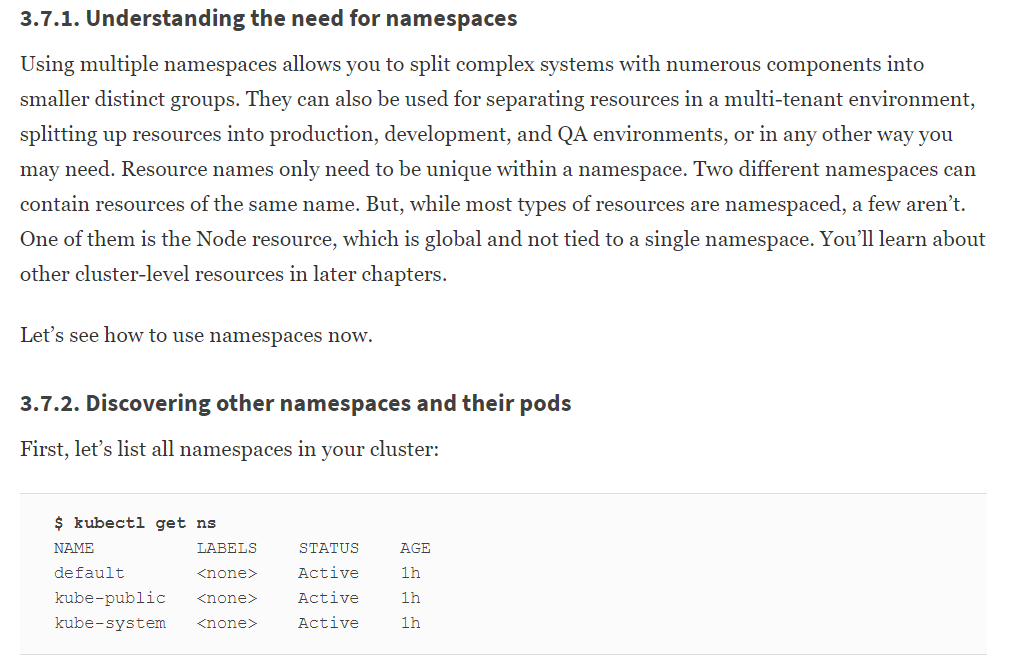 3.7.1. Understanding the need for namespaces
Using multiple namespaces allows you to split complex systems with numerous components into
smaller distinct groups. They can also be used for separating resources in a multi-tenant environment,
splitting up resources into production, development, and QA environments, or in any other way you
may need. Resource names only need to be unique within a namespace. Two different namespaces can
contain resources of the same name. But, while most types of resources are namespaced, a few aren’t.
One of them is the Node resource, which is global and not tied to a single namespace. You’ll learn about
other cluster-level resources in later chapters.
Let’s see how to use namespaces now.
3.7.2. Discovering other namespaces and their pods
First, let’s list all namespaces in your cluster:
$ kubectl get ns
NAME LABELS STATUS AGE
default <none> Active 1h
kube-public <none> Active 1h
kube-system <none> Active 1h